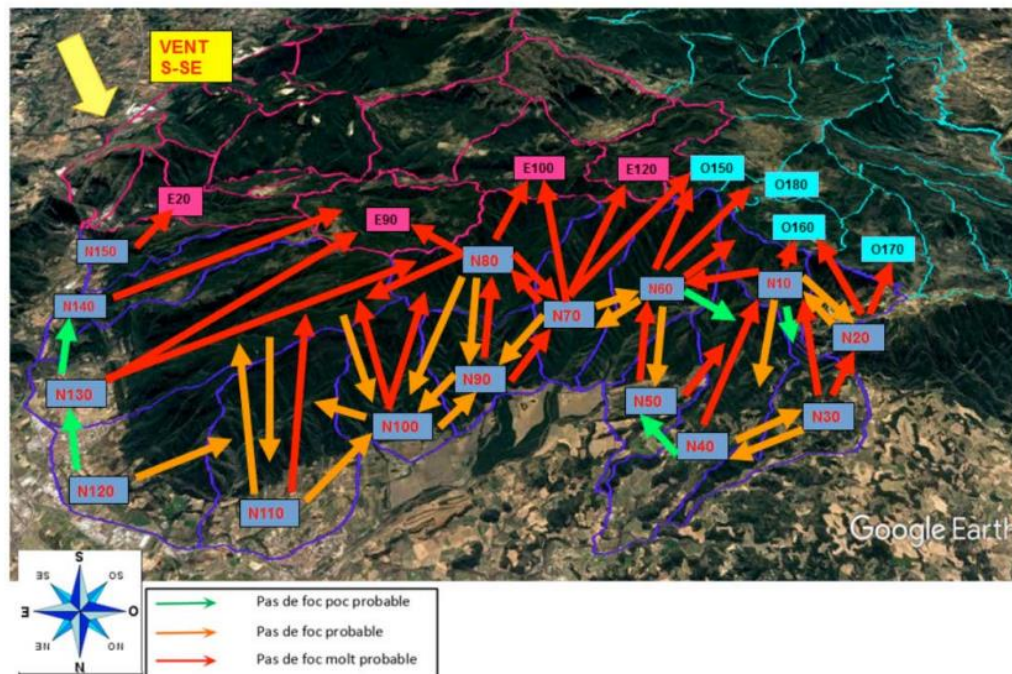 VENT
S-SE
E100
E120
O150
O180
E20
E90
O160
N150
O170
N80
N140
N60
N10
N70
N20
N90
N130
N50
N30
N100
N40
N120
N110
Google Earth
S
SE
SO
E
O
NE
NO
N
Pas de foc poc probable
Pas de foc probable
Pas de foc molt probable